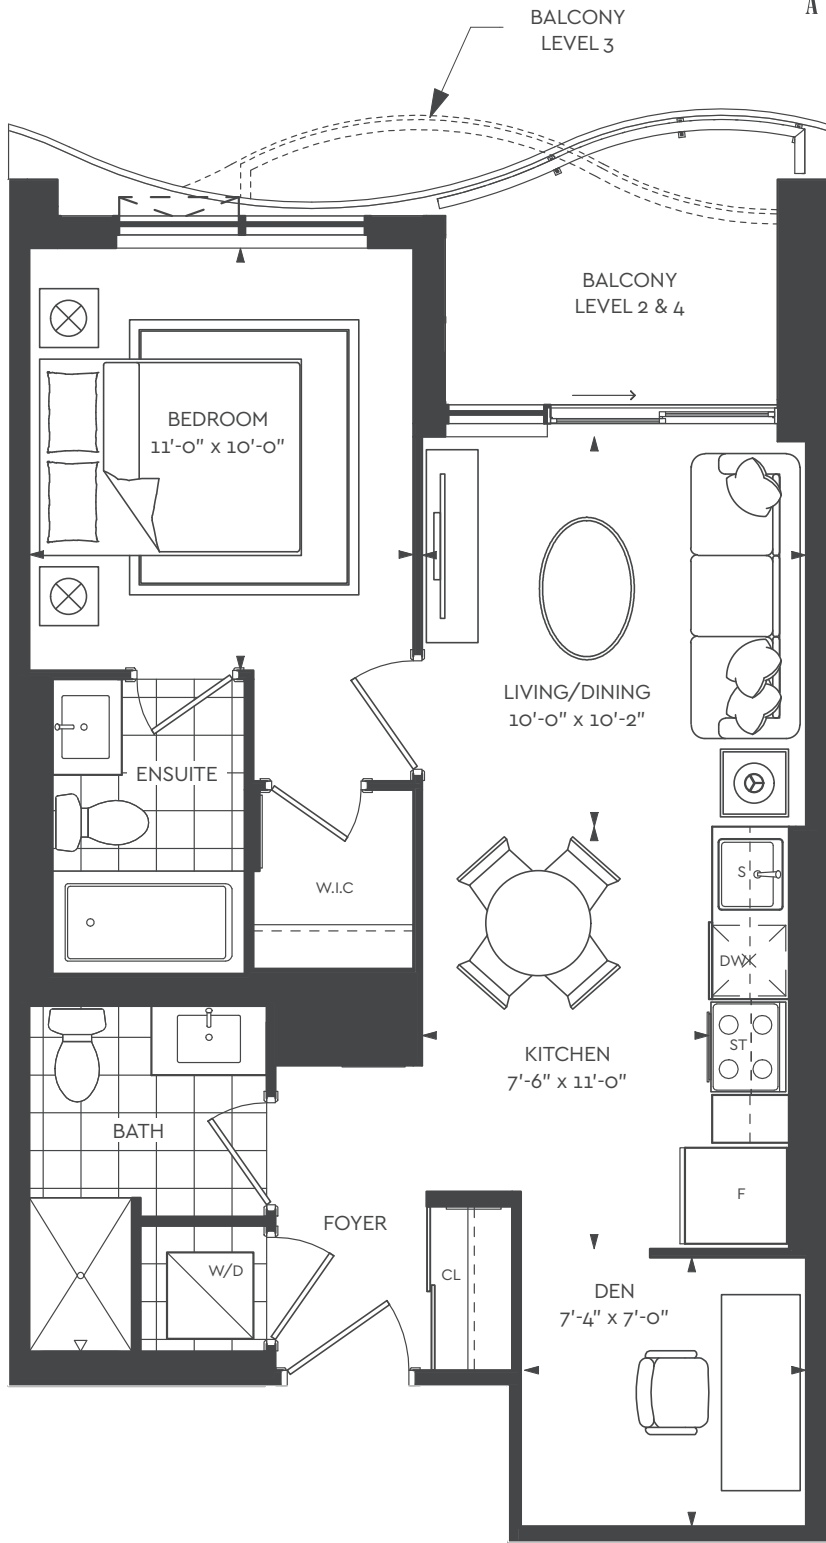 A
BALCONY
LEVEL 3
BALCONY
LEVEL 2 & 4
BEDROOM
11'-0" x 10'-0"
LIVING/DINING
10'-0" x 10'-2"
ENSUITE
W.I.C
S
DW
ST
KITCHEN
7'-6" x 11'-0"
BATH
F
FOYER
W/D
CL
DEN
7'-4" x 7'-0"